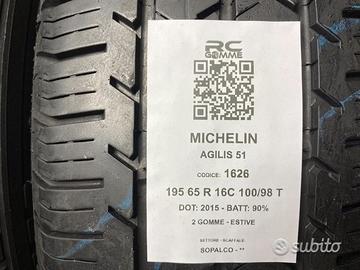 RC
GOMME
MICHELIN
AGILIS 51
CODICE: 1626
195 65 R 16C 100/98 T
DOT: 2015 - BATT: 90%
2 GOMME - ESTIVE
SETTORE - SCAFFALE
SOPALCO - **
subito